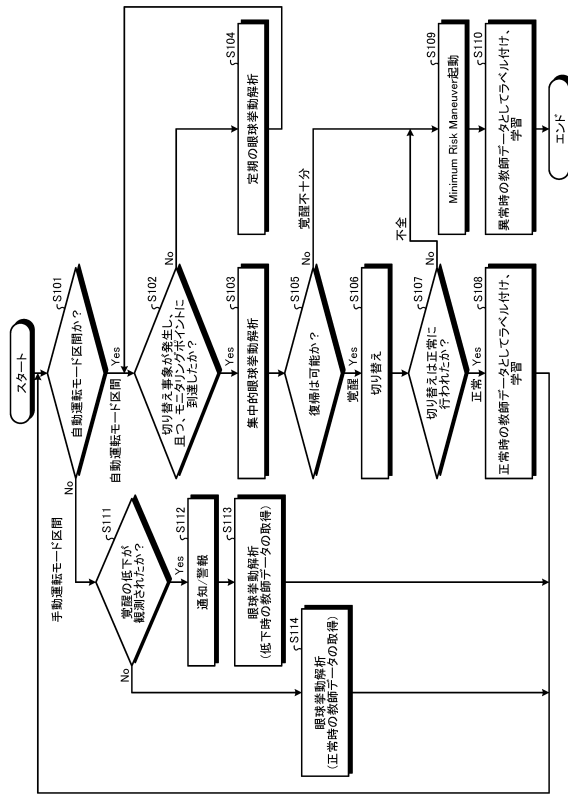 スタート
S101
自動運転モード区間か？
No
手動運転モード区間
Yes
自動運転モード区間
S102
切り替え事象が発生し、
且つ、モニタリングポイントに
到達したか？
No
Yes
S104
定期の眼球挙動解析
S103
集中的眼球挙動解析
S105
復帰は可能か？
No
覚醒不十分
Yes
覚醒
S106
切り替え
S107
切り替えは正常に
行われたか？
No
不全
Yes
正常
S108
正常時の教師データとしてラベル付け、
学習
S109
Minimum Risk Maneuver起動
S110
異常時の教師データとしてラベル付け、
学習
エンド
S111
覚醒の低下が
観測されたか？
No
Yes
S112
通知/警報
S113
眼球挙動解析
(低下時の教師データの取得)
S114
眼球挙動解析
(正常時の教師データの取得)